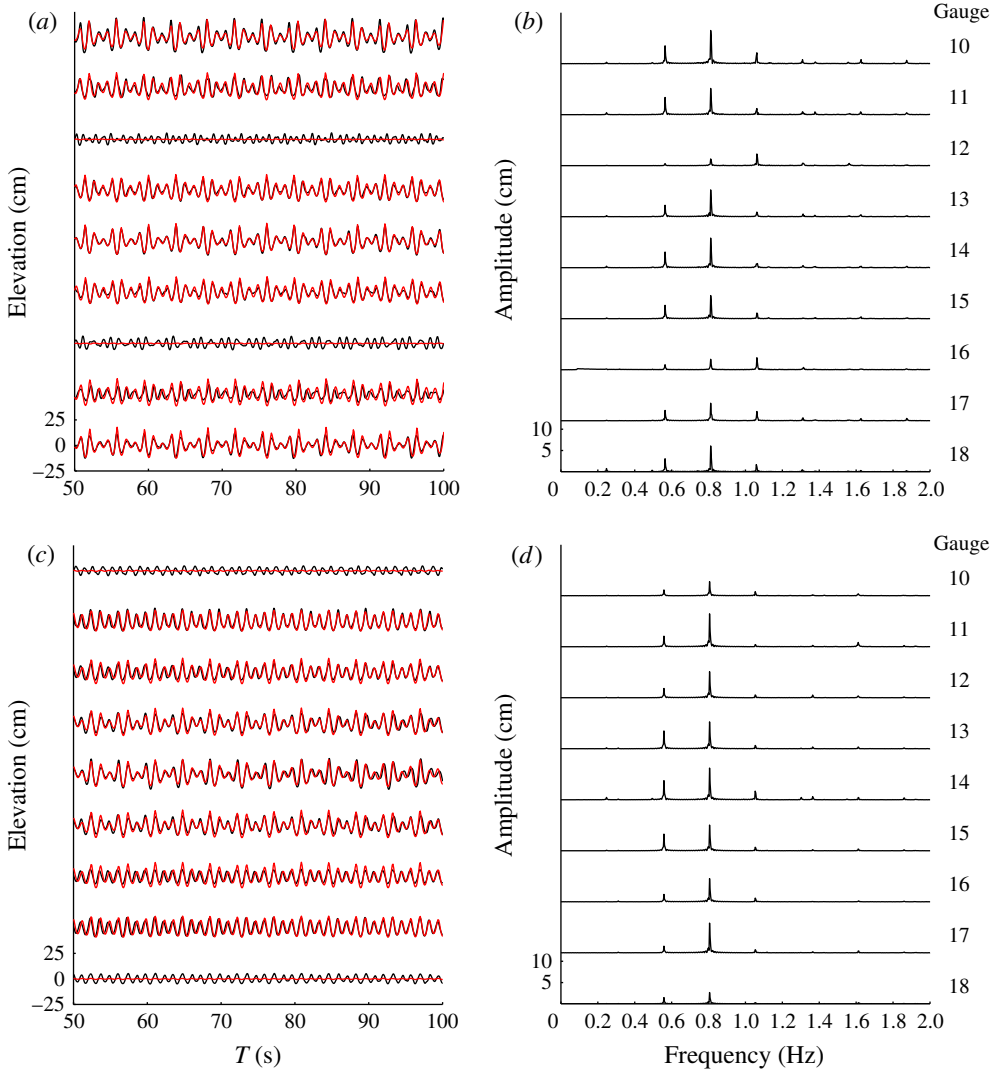 (a)
(b)
Gauge
10
11
12
13
14
15
16
17
18
Elevation (cm)
25
0
−25
50 60 70 80 90 100
Amplitude (cm)
10
5
0 0.2 0.4 0.6 0.8 1.0 1.2 1.4 1.6 1.8 2.0
(c)
(d)
Gauge
10
11
12
13
14
15
16
17
18
Elevation (cm)
25
0
−25
50 60 70 80 90 100
T (s)
Amplitude (cm)
10
5
0 0.2 0.4 0.6 0.8 1.0 1.2 1.4 1.6 1.8 2.0
Frequency (Hz)